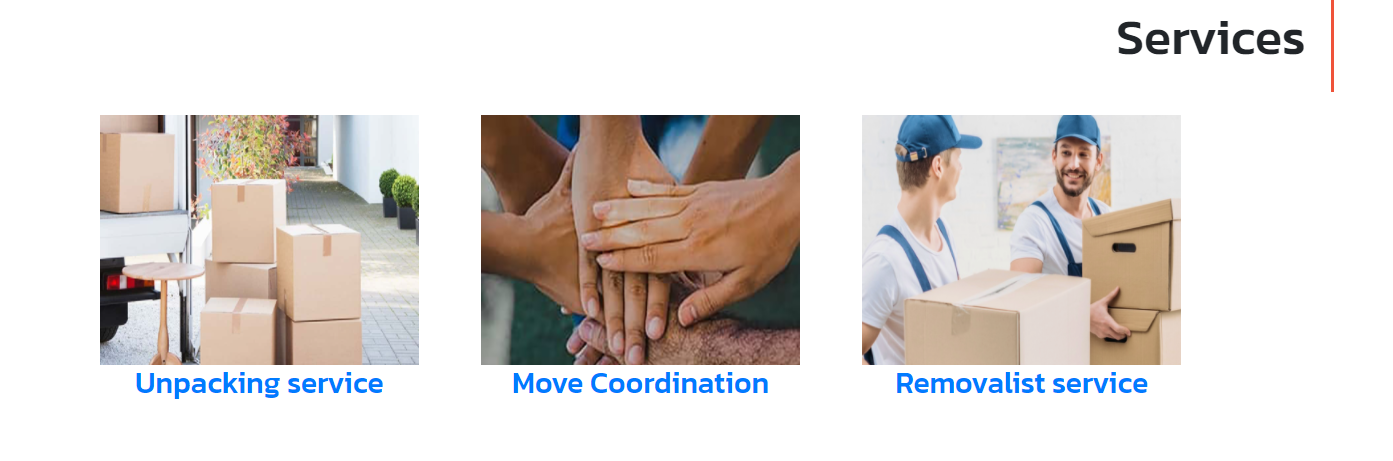 Services
Unpacking service
Move Coordination
Removalist service